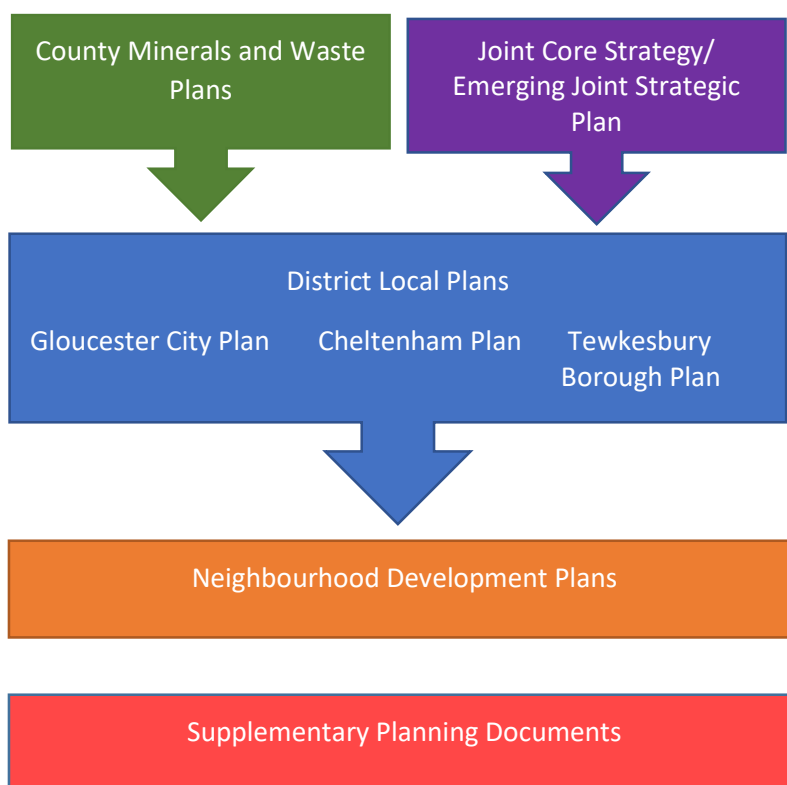 County Minerals and Waste
Plans
Joint Core Strategy/
Emerging Joint Strategic
Plan
District Local Plans
Gloucester City Plan
Cheltenham Plan
Tewkesbury
Borough Plan
Neighbourhood Development Plans
Supplementary Planning Documents